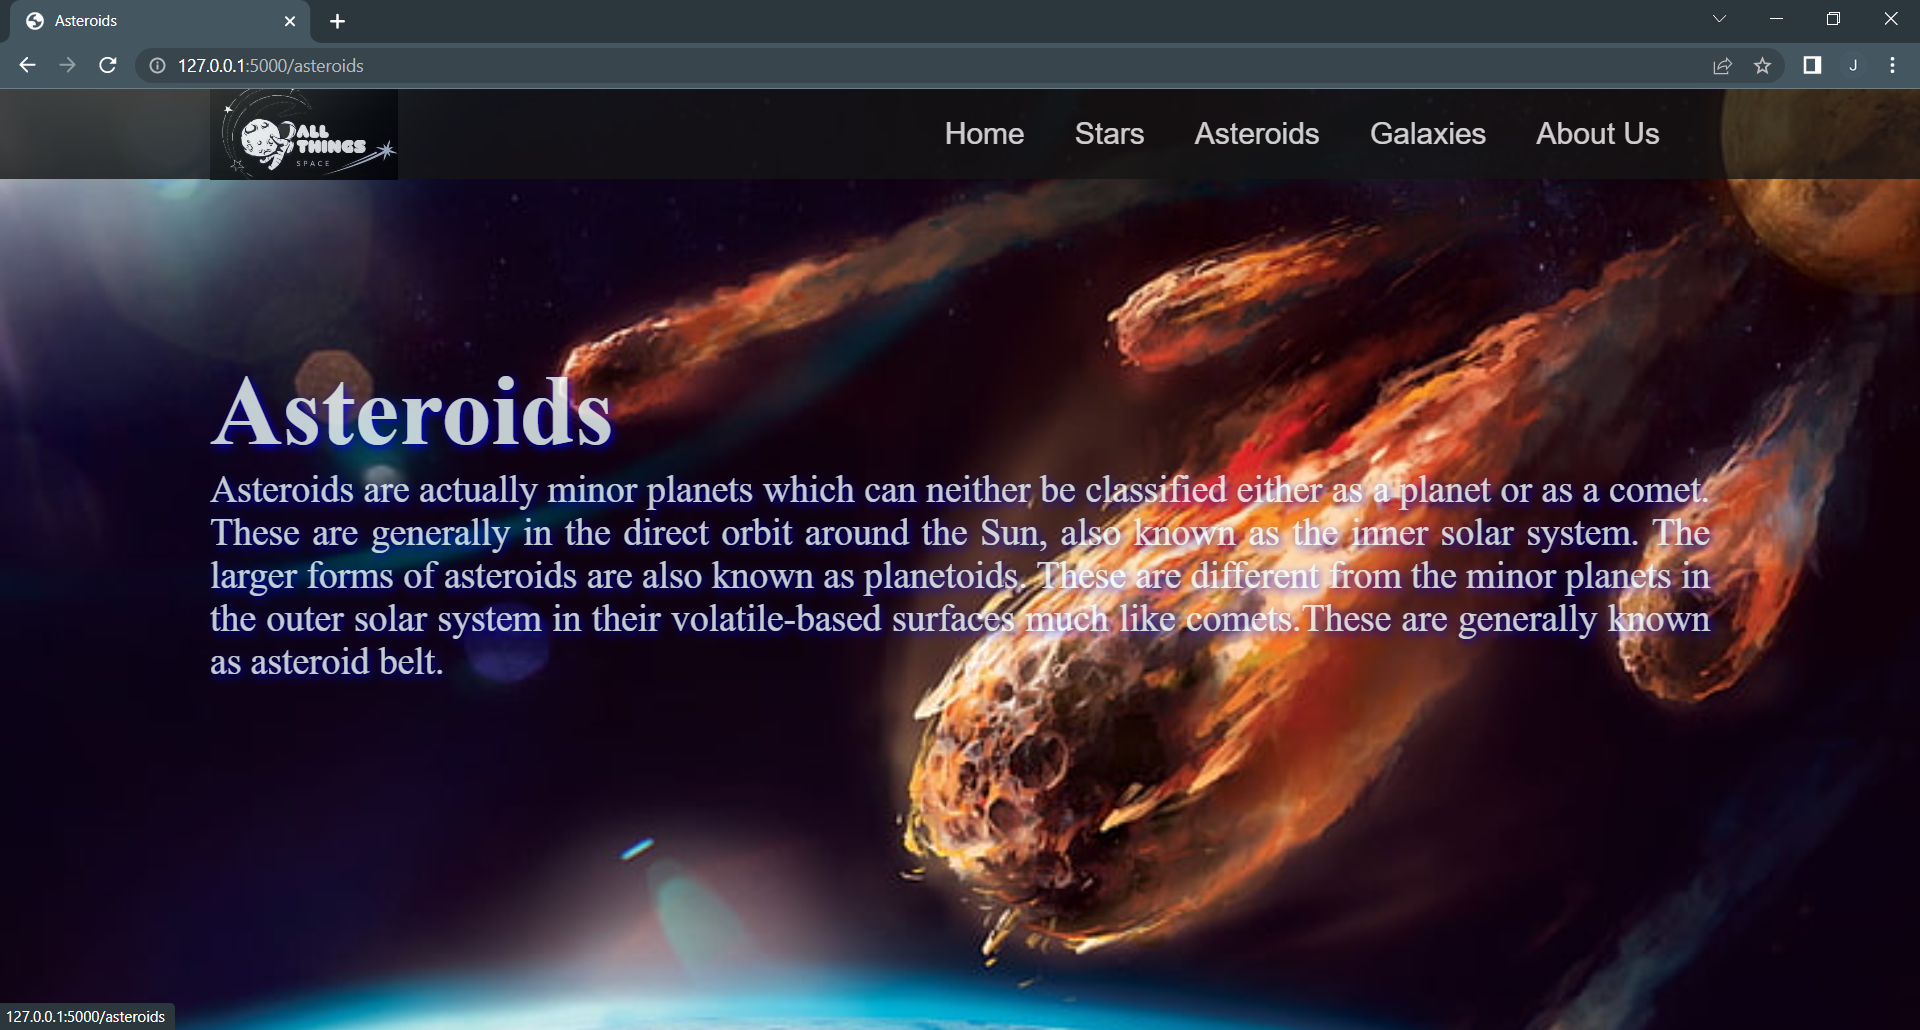 Asteroids
127.0.0.1:5000/asteroids
J
ALL
THINGS
SPACE
Home Stars Asteroids Galaxies About Us
Asteroids
Asteroids are actually minor planets which can neither be classified either as a planet or as a comet.
These are generally in the direct orbit around the Sun, also known as the inner solar system. The
larger forms of asteroids are also known as planetoids. These are different from the minor planets in
the outer solar system in their volatile-based surfaces much like comets.These are generally known
as asteroid belt.
127.0.0.1:5000/asteroids